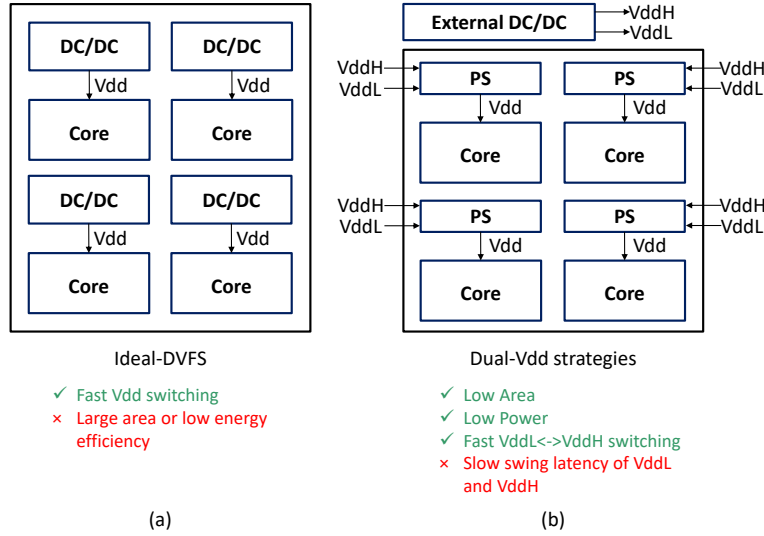 DC/DC
DC/DC
Vdd
Vdd
Core
Core
DC/DC
DC/DC
Vdd
Vdd
Core
Core
Ideal-DVFS
✓ Fast Vdd switching
× Large area or low energy
efficiency
(a)
External DC/DC
VddH
VddL
VddH
VddL
PS
PS
VddH
VddL
Vdd
Vdd
Core
Core
VddH
VddL
PS
PS
VddH
VddL
Vdd
Vdd
Core
Core
Dual-Vdd strategies
✓ Low Area
✓ Low Power
✓ Fast VddL<->VddH switching
× Slow swing latency of VddL
and VddH
(b)